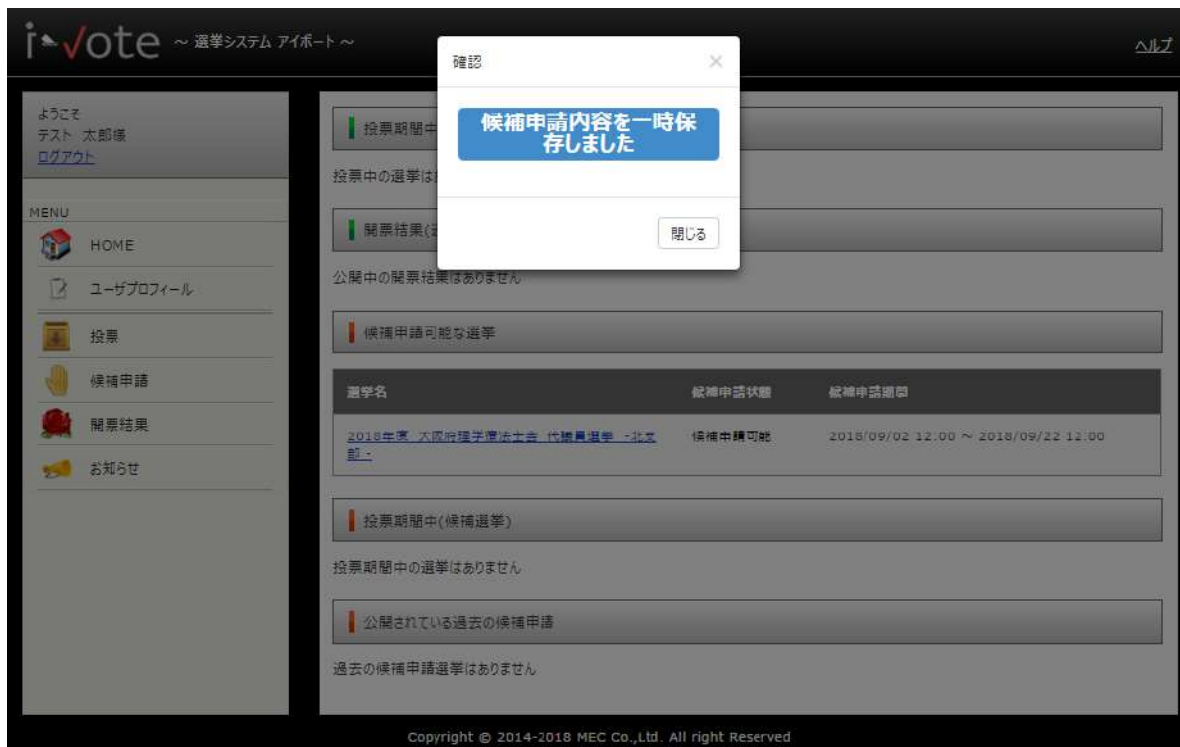 i-Vote ～ 選挙システム アイボート ～
ヘルプ
確認
×
候補申請内容を一時保
存しました
閉じる
ようこそ
テスト 太郎様
ログアウト
MENU
HOME
ユーザプロフィール
投票
候補申請
開票結果
お知らせ
投票期間中
投票中の選挙は
開票結果(
公開中の開票結果はありません
候補申請可能な選挙
選挙名 候補申請状態 候補申請期間
2018年度 大阪府理学療法士会 代議員選挙 -北支
部-
候補申請可能
2018/09/02 12:00 ～ 2018/09/22 12:00
投票期間中(候補選挙)
投票期間中の選挙はありません
公開されている過去の候補申請
過去の候補申請選挙はありません
Copyright © 2014-2018 MEC Co.,Ltd. All right Reserved